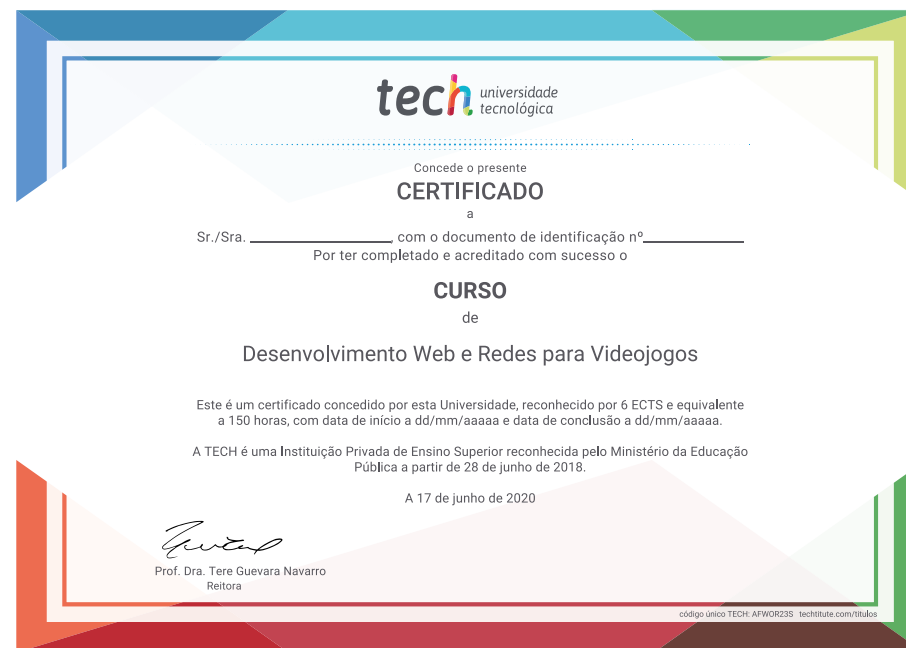 tech universidade
tecnológica
Concede o presente
CERTIFICADO
a
Sr./Sra. ____________________, com o documento de identificação nº______________
Por ter completado e acreditado com sucesso o
CURSO
de
Desenvolvimento Web e Redes para Videojogos
Este é um certificado concedido por esta Universidade, reconhecido por 6 ECTS e equivalente
a 150 horas, com data de início a dd/mm/aaaaa e data de conclusão a dd/mm/aaaaa.
A TECH é uma Instituição Privada de Ensino Superior reconhecida pelo Ministério da Educação
Pública a partir de 28 de junho de 2018.
A 17 de junho de 2020
Prof. Dra. Tere Guevara Navarro
Reitora
código único TECH: AFWOR23S techtitute.com/titulos